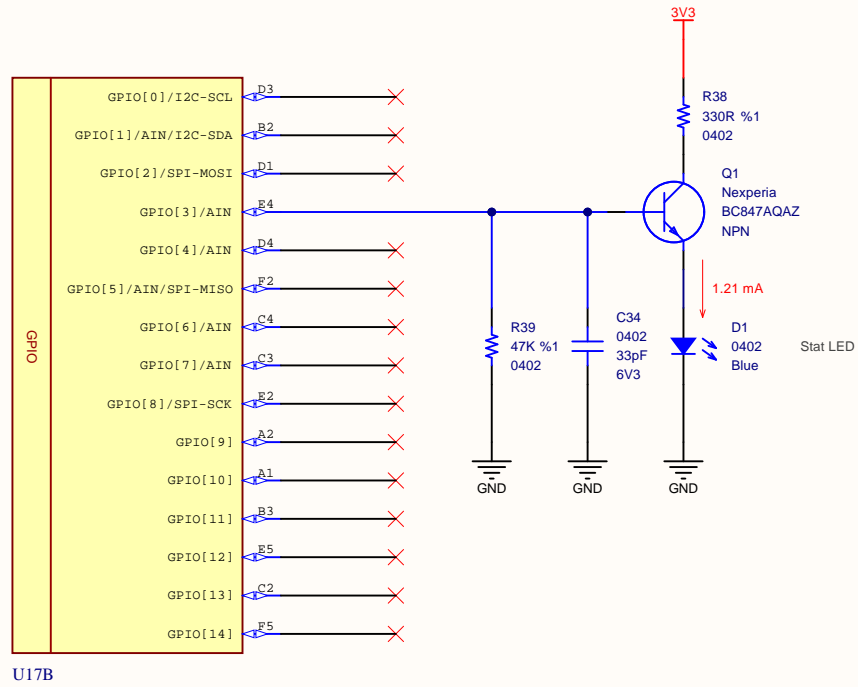 3V3
R38
330R %1
0402
Q1
Nexperia
BC847AQAZ
NPN
1.21 mA
D1
0402
Blue
Stat LED
R39
47K %1
0402
C34
0402
33pF
6V3
GND
GND
GND
GPIO
GPIO[0]/I2C-SCL D3
GPIO[1]/AIN/I2C-SDA B2
GPIO[2]/SPI-MOSI D1
GPIO[3]/AIN E4
GPIO[4]/AIN D4
GPIO[5]/AIN/SPI-MISO F2
GPIO[6]/AIN C4
GPIO[7]/AIN C3
GPIO[8]/SPI-SCK E2
GPIO[9] A2
GPIO[10] A1
GPIO[11] B3
GPIO[12] E5
GPIO[13] C2
GPIO[14] F5
U17B